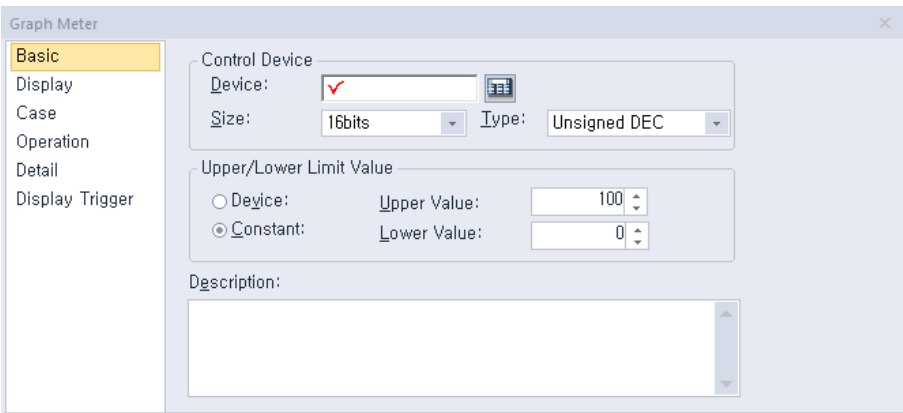 Graph Meter
Basic
Display
Case
Operation
Detail
Display Trigger
Control Device
Device:
Size: 16bits Type: Unsigned DEC
Upper/Lower Limit Value
Device: Upper Value: 100
Constant: Lower Value: 0
Description: